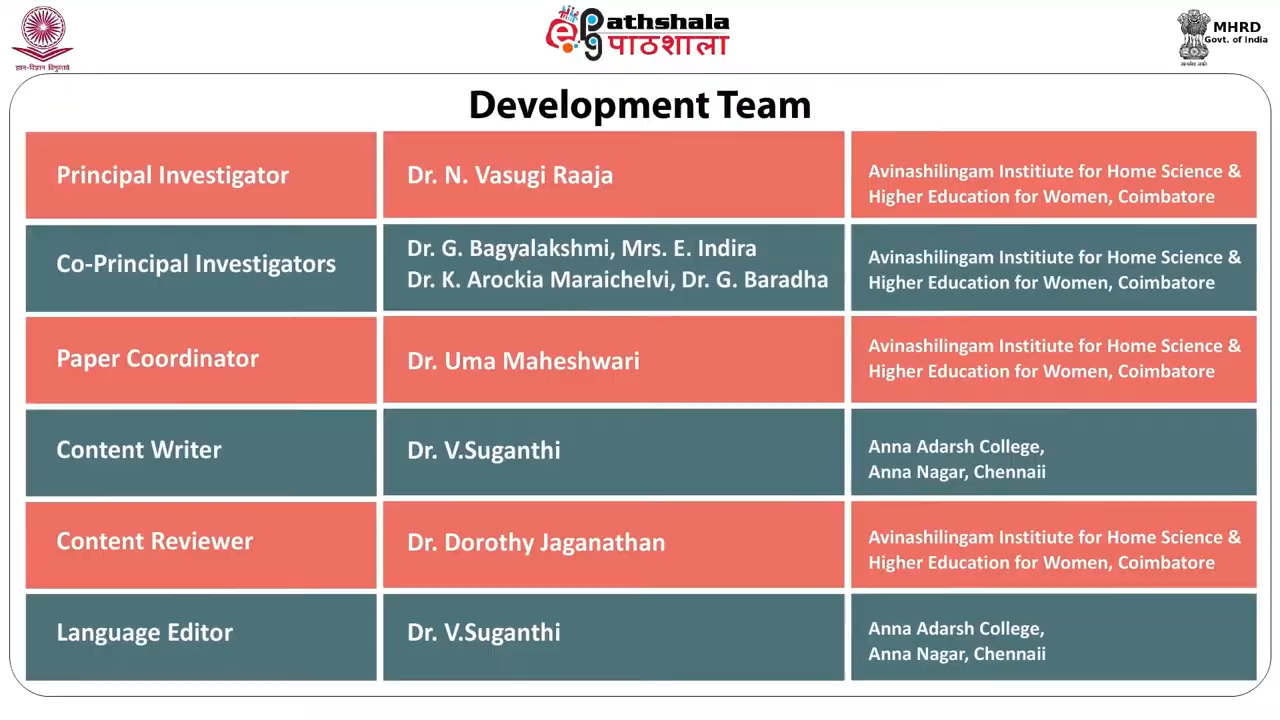 ज्ञान-विज्ञान विमुक्तये
ePathshala
पाठशाला
MHRD
Govt. of India
सत्यमेव जयते
Development Team
Principal Investigator
Dr. N. Vasugi Raaja
Avinashilingam Institiute for Home Science &
Higher Education for Women, Coimbatore
Co-Principal Investigators
Dr. G. Bagyalakshmi, Mrs. E. Indira
Dr. K. Arockia Maraichelvi, Dr. G. Baradha
Avinashilingam Institiute for Home Science &
Higher Education for Women, Coimbatore
Paper Coordinator
Dr. Uma Maheshwari
Avinashilingam Institiute for Home Science &
Higher Education for Women, Coimbatore
Content Writer
Dr. V.Suganthi
Anna Adarsh College,
Anna Nagar, Chennaii
Content Reviewer
Dr. Dorothy Jaganathan
Avinashilingam Institiute for Home Science &
Higher Education for Women, Coimbatore
Language Editor
Dr. V.Suganthi
Anna Adarsh College,
Anna Nagar, Chennaii